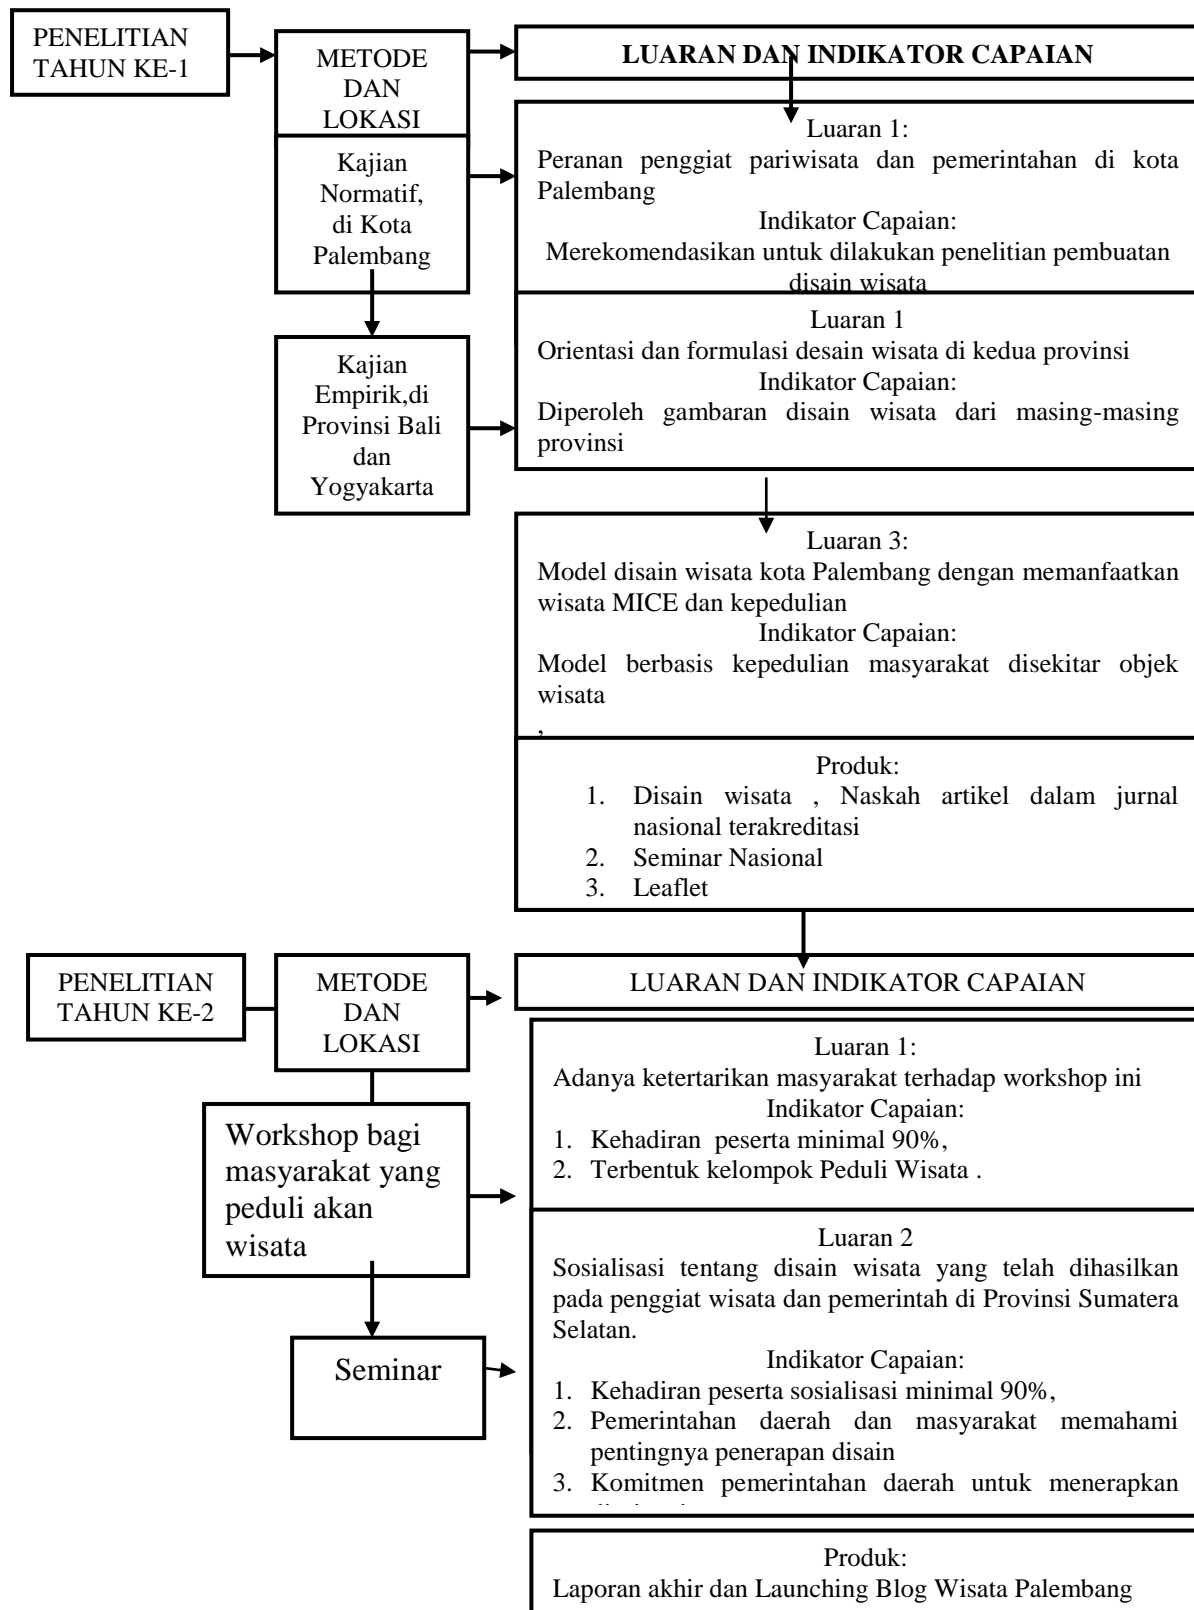 PENELITIAN
TAHUN KE-1
METODE
DAN
LOKASI
LUARAN DAN INDIKATOR CAPAIAN
Kajian
Normatif,
di Kota
Palembang
Luaran 1:
Peranan penggiat pariwisata dan pemerintahan di kota
Palembang
Indikator Capaian:
Merekomendasikan untuk dilakukan penelitian pembuatan
disain wisata
Kajian
Empirik,di
Provinsi Bali
dan
Yogyakarta
Luaran 1
Orientasi dan formulasi desain wisata di kedua provinsi
Indikator Capaian:
Diperoleh gambaran disain wisata dari masing-masing
provinsi
Luaran 3:
Model disain wisata kota Palembang dengan memanfaatkan
wisata MICE dan kepedulian
Indikator Capaian:
Model berbasis kepedulian masyarakat disekitar objek
wisata
,
Produk:
1. Disain wisata , Naskah artikel dalam jurnal
nasional terakreditasi
2. Seminar Nasional
3. Leaflet
PENELITIAN
TAHUN KE-2
METODE
DAN
LOKASI
LUARAN DAN INDIKATOR CAPAIAN
Workshop bagi
masyarakat yang
peduli akan
wisata
Luaran 1:
Adanya ketertarikan masyarakat terhadap workshop ini
Indikator Capaian:
1. Kehadiran peserta minimal 90%,
2. Terbentuk kelompok Peduli Wisata .
Seminar
Luaran 2
Sosialisasi tentang disain wisata yang telah dihasilkan
pada penggiat wisata dan pemerintah di Provinsi Sumatera
Selatan.
Indikator Capaian:
1. Kehadiran peserta sosialisasi minimal 90%,
2. Pemerintahan daerah dan masyarakat memahami
pentingnya penerapan disain
3. Komitmen pemerintahan daerah untuk menerapkan
Produk:
Laporan akhir dan Launching Blog Wisata Palembang